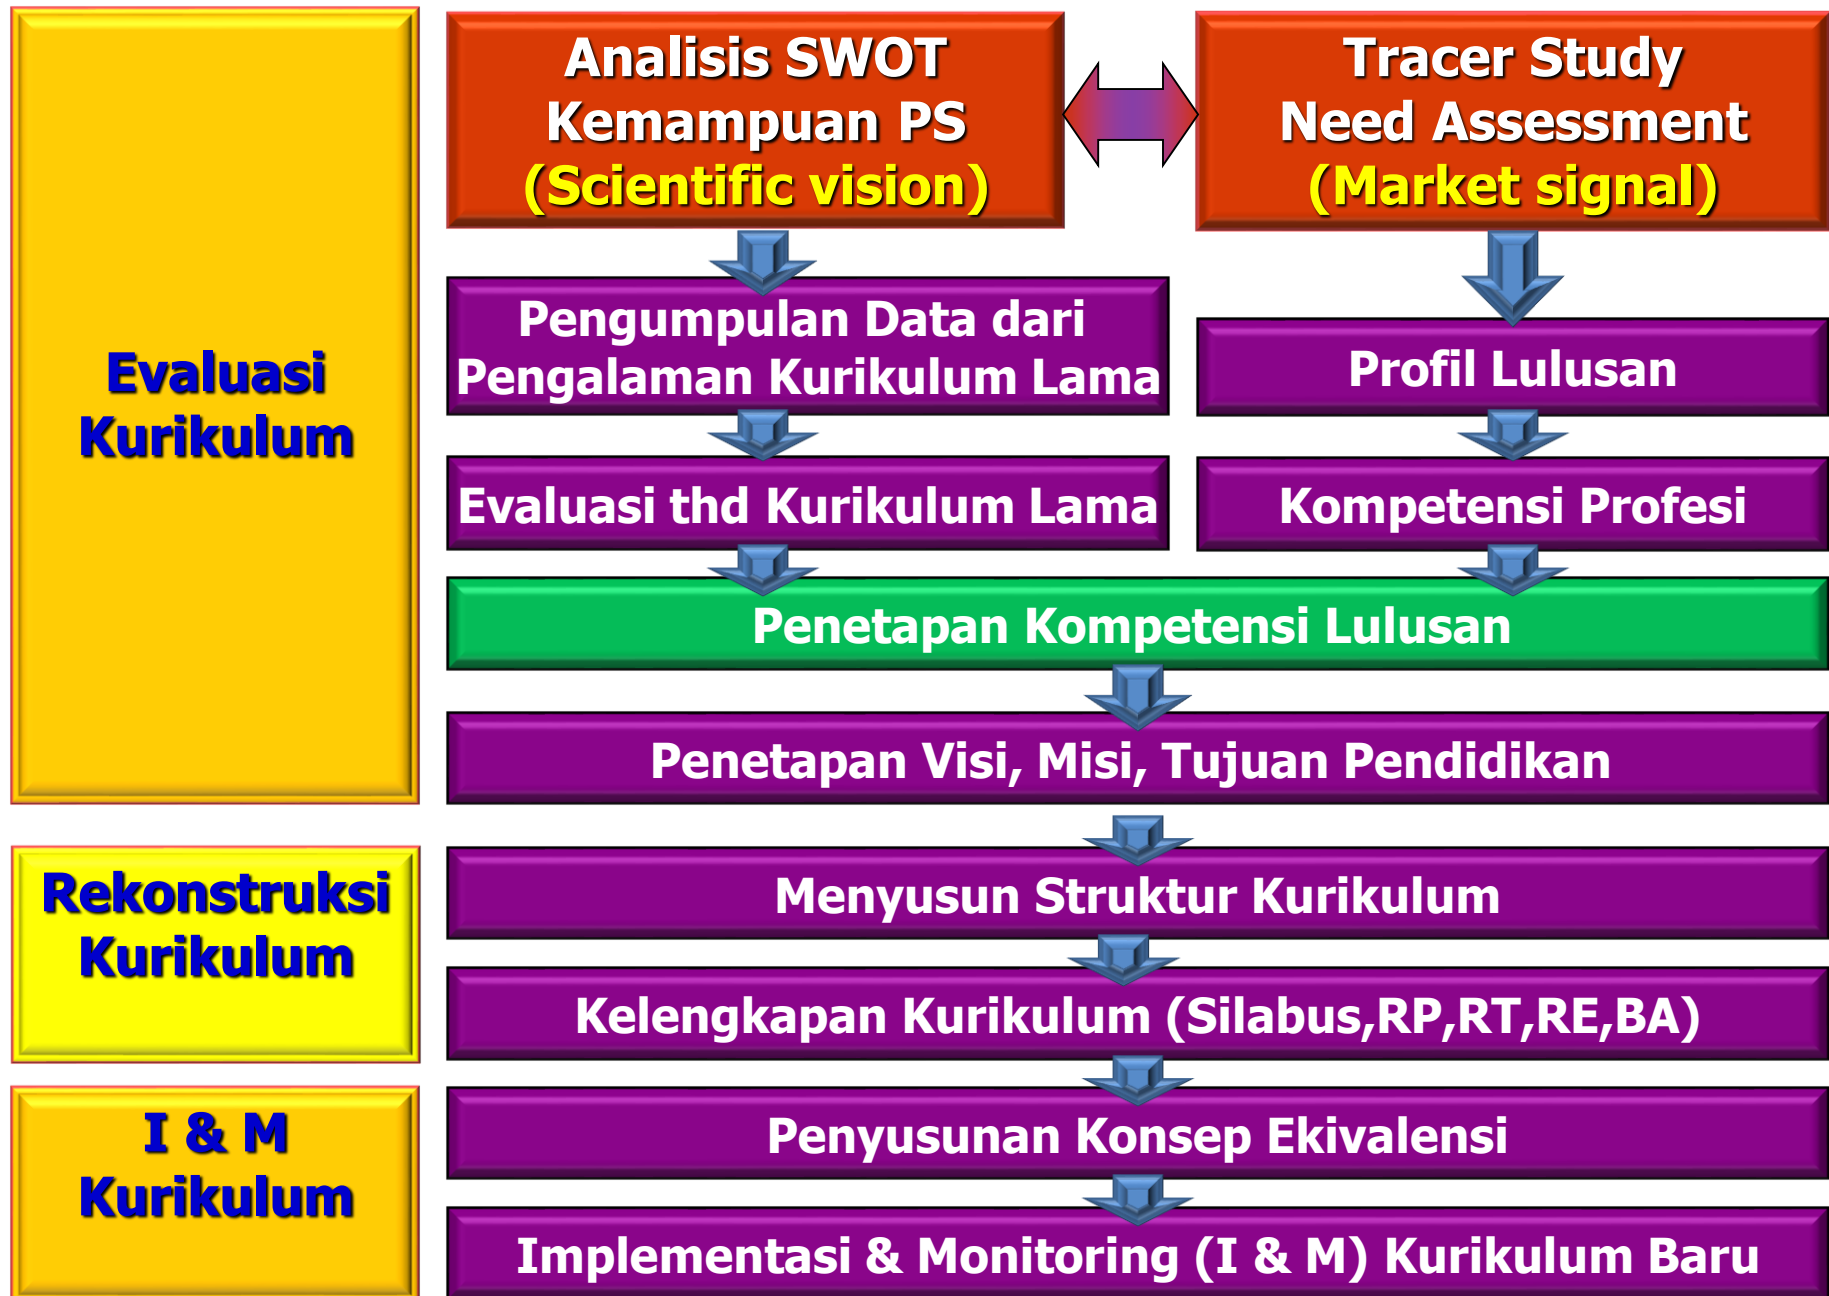 Evaluasi
Kurikulum
Analisis SWOT
Kemampuan PS
(Scientific vision)
Tracer Study
Need Assessment
(Market signal)
Pengumpulan Data dari
Pengalaman Kurikulum Lama
Profil Lulusan
Evaluasi thd Kurikulum Lama
Kompetensi Profesi
Penetapan Kompetensi Lulusan
Penetapan Visi, Misi, Tujuan Pendidikan
Rekonstruksi
Kurikulum
Menyusun Struktur Kurikulum
Kelengkapan Kurikulum (Silabus,RP,RT,RE,BA)
I & M
Kurikulum
Penyusunan Konsep Ekivalensi
Implementasi & Monitoring (I & M) Kurikulum Baru